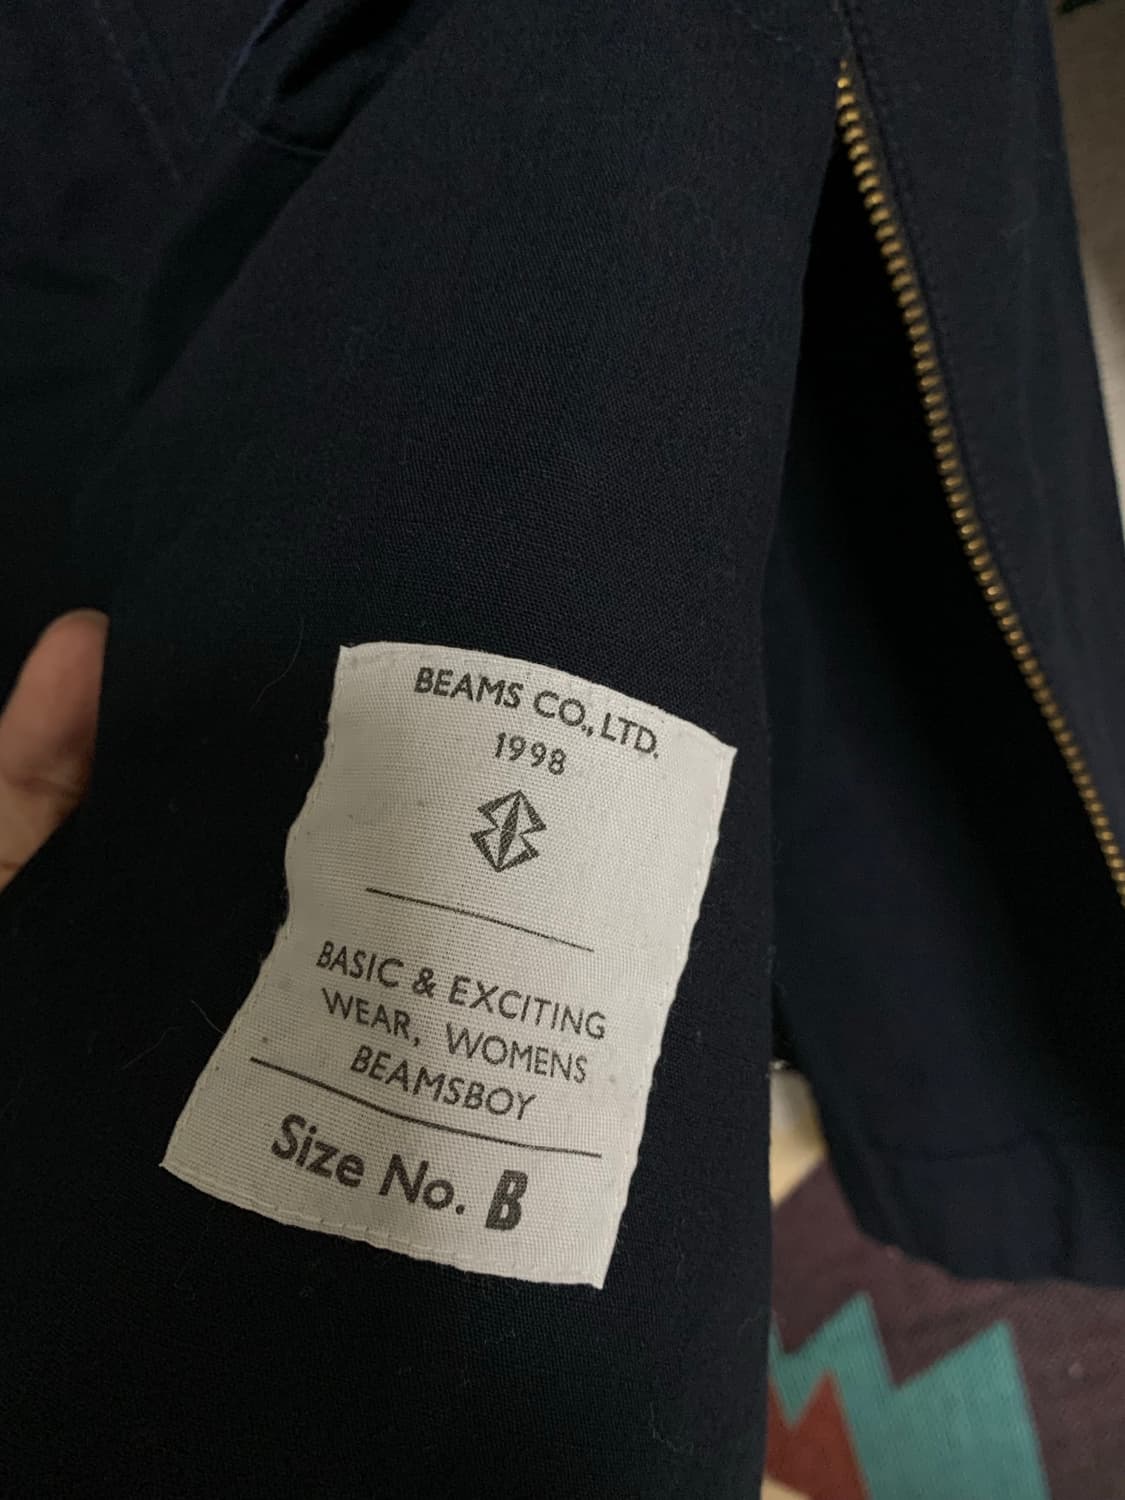 BEAMS CO., LTD.
1998
BASIC & EXCITING
WEAR, WOMENS
BEAMSBOY
Size No. B